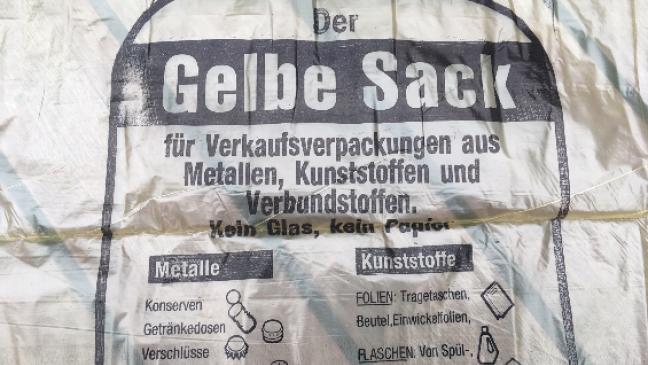 Der
Gelbe Sack
für Verkaufsverpackungen aus
Metallen, Kunststoffen und
Verbundstoffen.
Kein Glas, kein Papier
Metalle
Konserven
Getränkedosen
Verschlüsse
Kunststoffe
FOLIEN: Tragetaschen,
Beutel,Einwickelfolien,
FLASCHEN: Von Spül-,